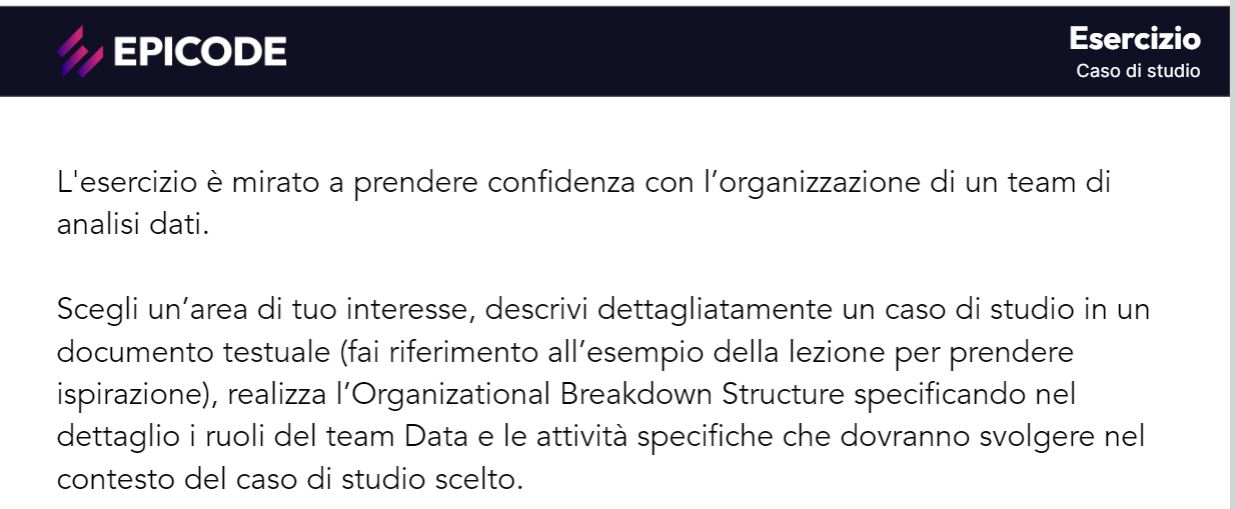 EPICODE
Esercizio
Caso di studio
L'esercizio è mirato a prendere confidenza con l’organizzazione di un team di
analisi dati.
Scegli un’area di tuo interesse, descrivi dettagliatamente un caso di studio in un
documento testuale (fai riferimento all’esempio della lezione per prendere
ispirazione), realizza l’Organizational Breakdown Structure specificando nel
dettaglio i ruoli del team Data e le attività specifiche che dovranno svolgere nel
contesto del caso di studio scelto.